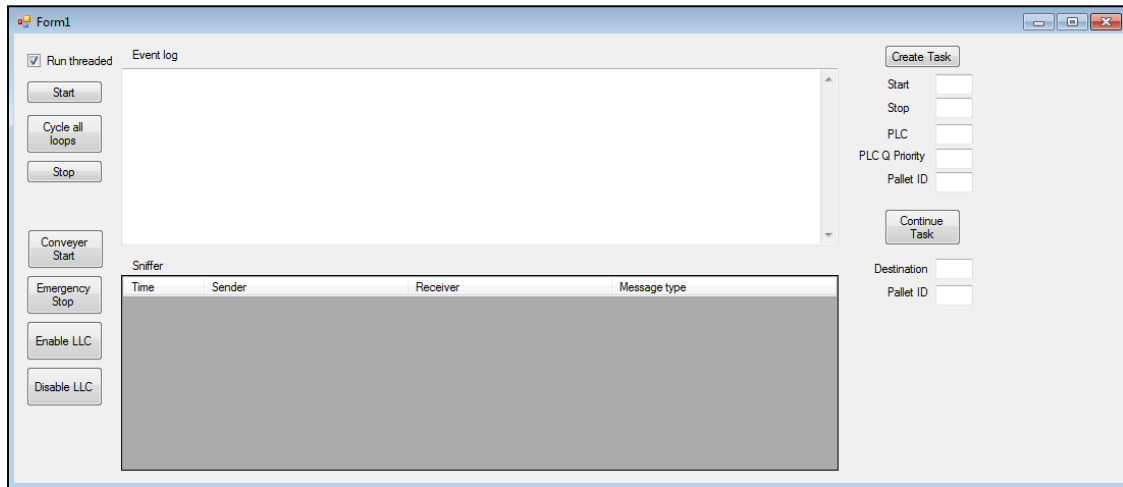 Form1
Run threaded
Event log
Create Task
Start
Start
Stop
Cycle all
loops
PLC
PLC Q Priority
Stop
Pallet ID
Continue
Task
Conveyer
Start
Sniffer
Destination
Time Sender Receiver Message type
Emergency
Stop
Pallet ID
Enable LLC
Disable LLC